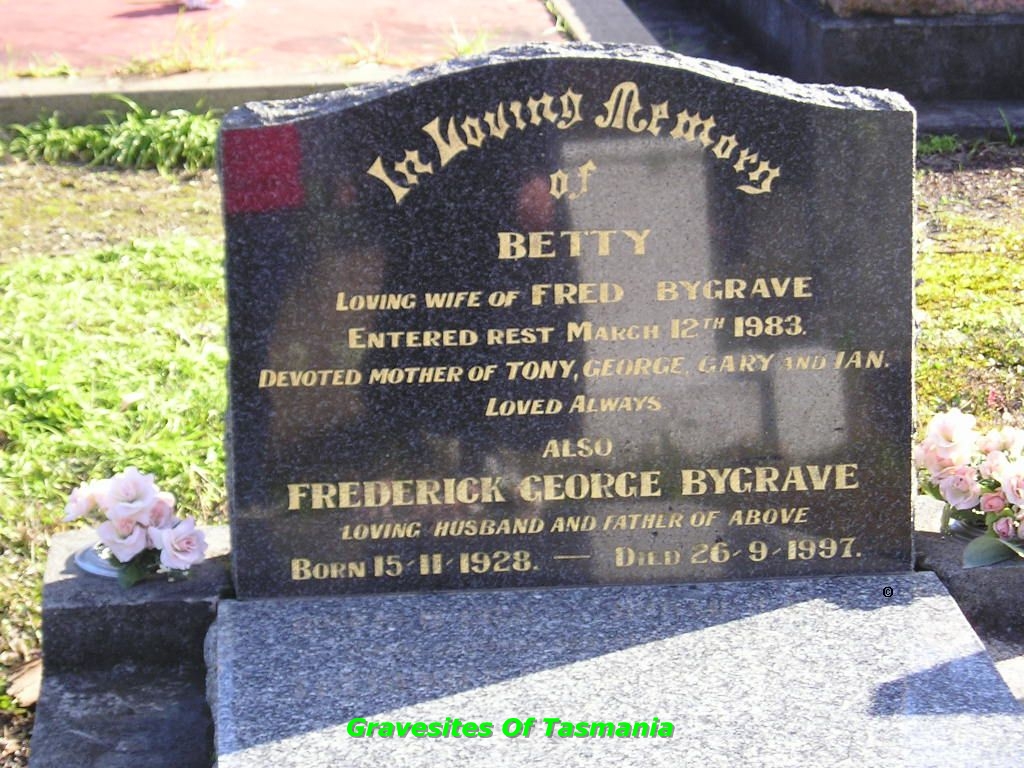 In Loving Memory
of
BETTY
LOVING WIFE OF FRED BYGRAVE
ENTERED REST MARCH 12TH 1983.
DEVOTED MOTHER OF TONY, GEORGE, GARY AND IAN.
LOVED ALWAYS
ALSO
FREDERICK GEORGE BYGRAVE
LOVING HUSBAND AND FATHER OF ABOVE
BORN 15-11-1928. — DIED 26-9-1997.
Gravesites Of Tasmania